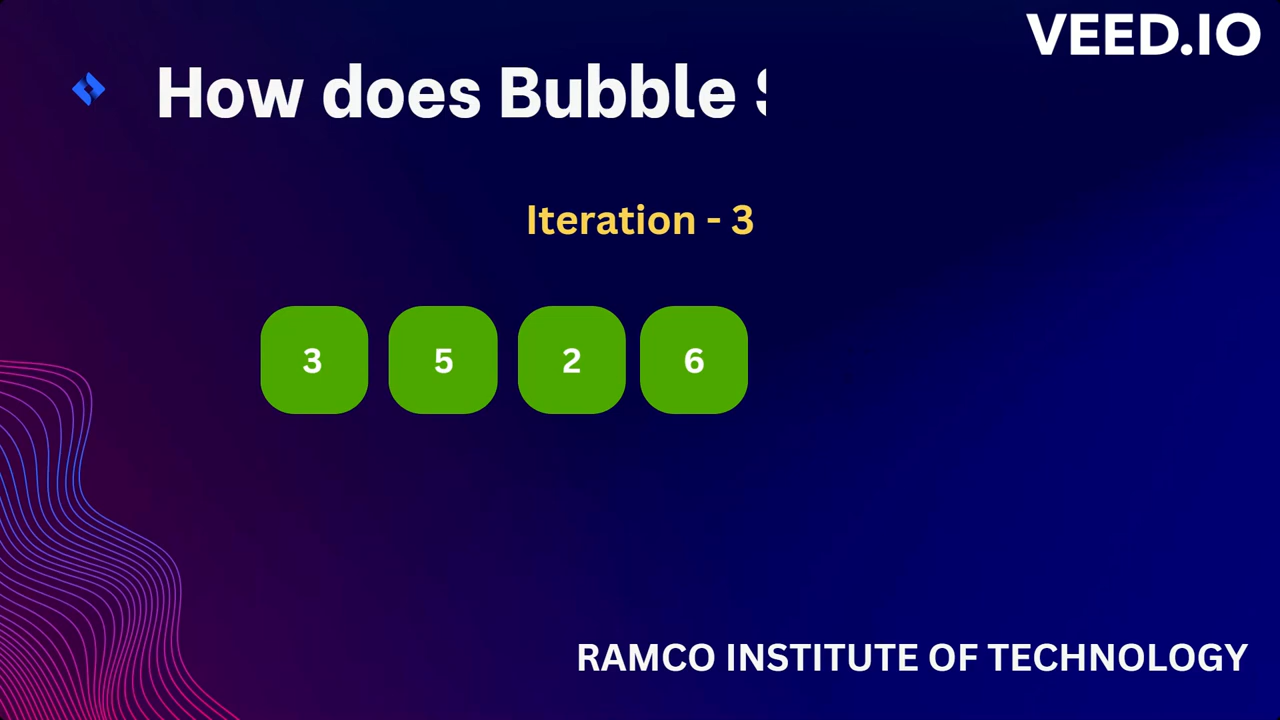 VEED.IO
How does Bubble
Iteration - 3
3 5 2 6
RAMCO INSTITUTE OF TECHNOLOGY